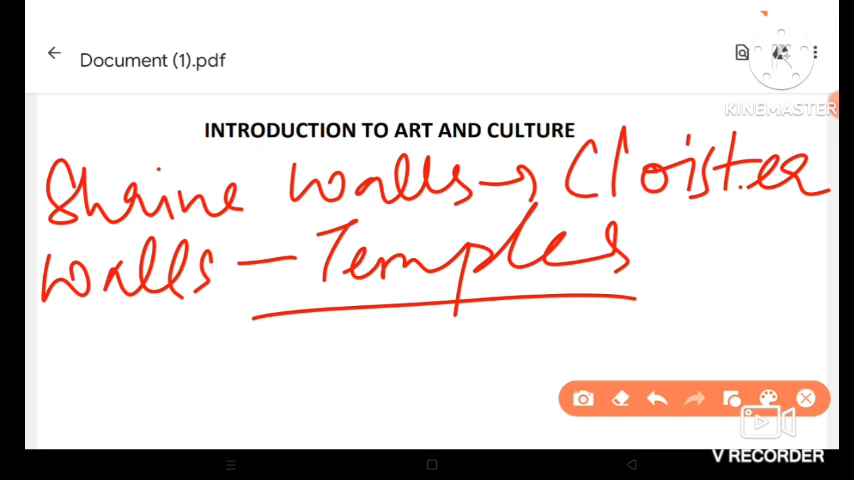 Document (1).pdf
KINEMASTER
INTRODUCTION TO ART AND CULTURE
Shrine walls → Cloister
walls - Temples
V RECORDER